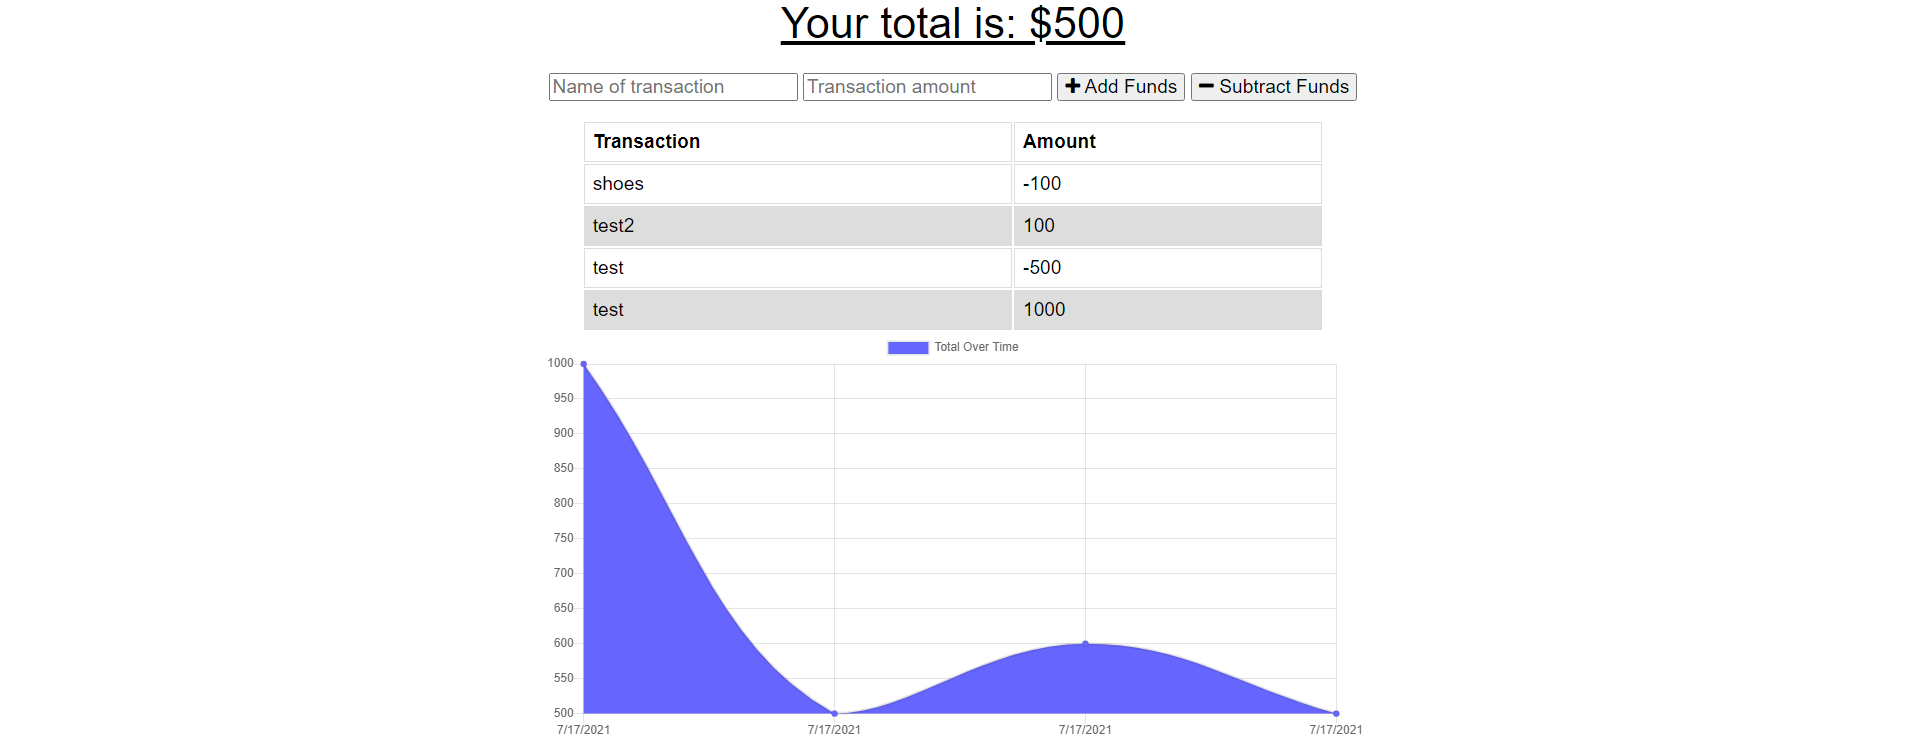 Your total is: $500
Name of transaction Transaction amount Add Funds Subtract Funds
Transaction Amount
shoes -100
test2 100
test -500
test 1000
Total Over Time
1000
950
900
850
800
750
700
650
600
550
500
7/17/2021 7/17/2021 7/17/2021 7/17/2021